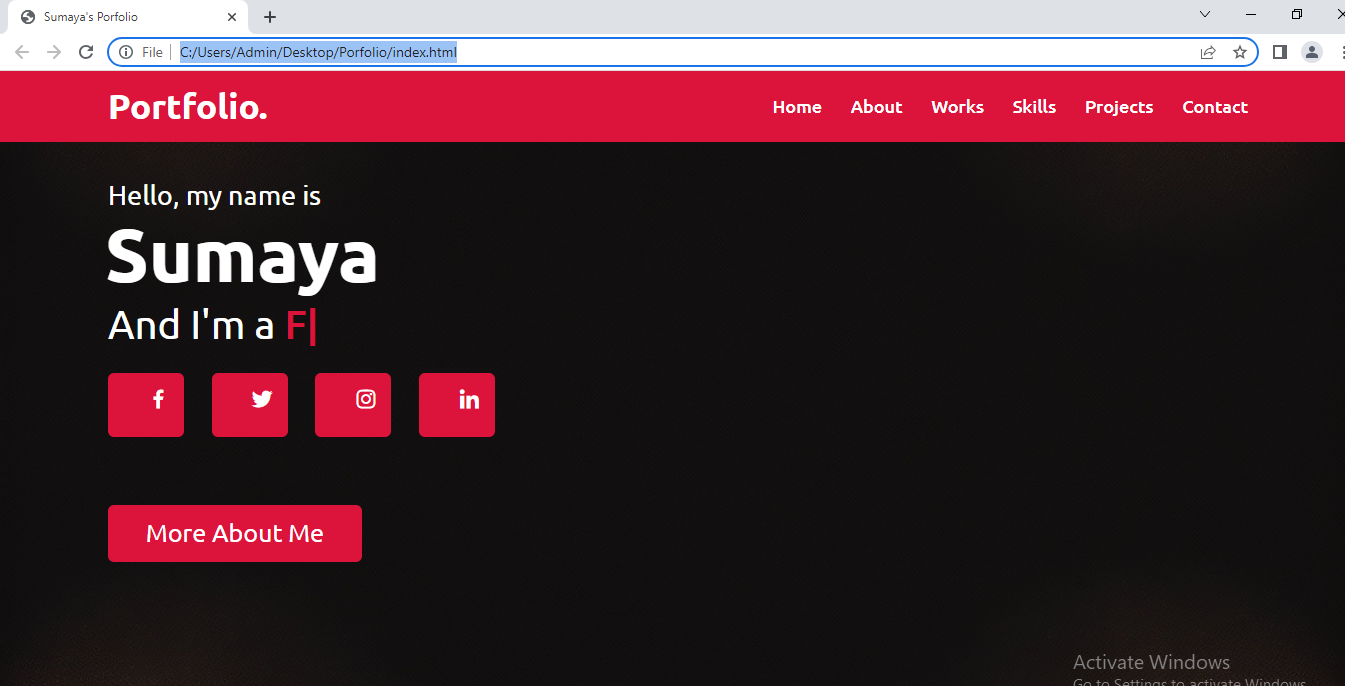 Sumaya's Porfolio
File | C:/Users/Admin/Desktop/Porfolio/index.html
Portfolio. Home About Works Skills Projects Contact
Hello, my name is
Sumaya
And I'm a F|
More About Me
Activate Windows
Go to Settings to activate Windows.